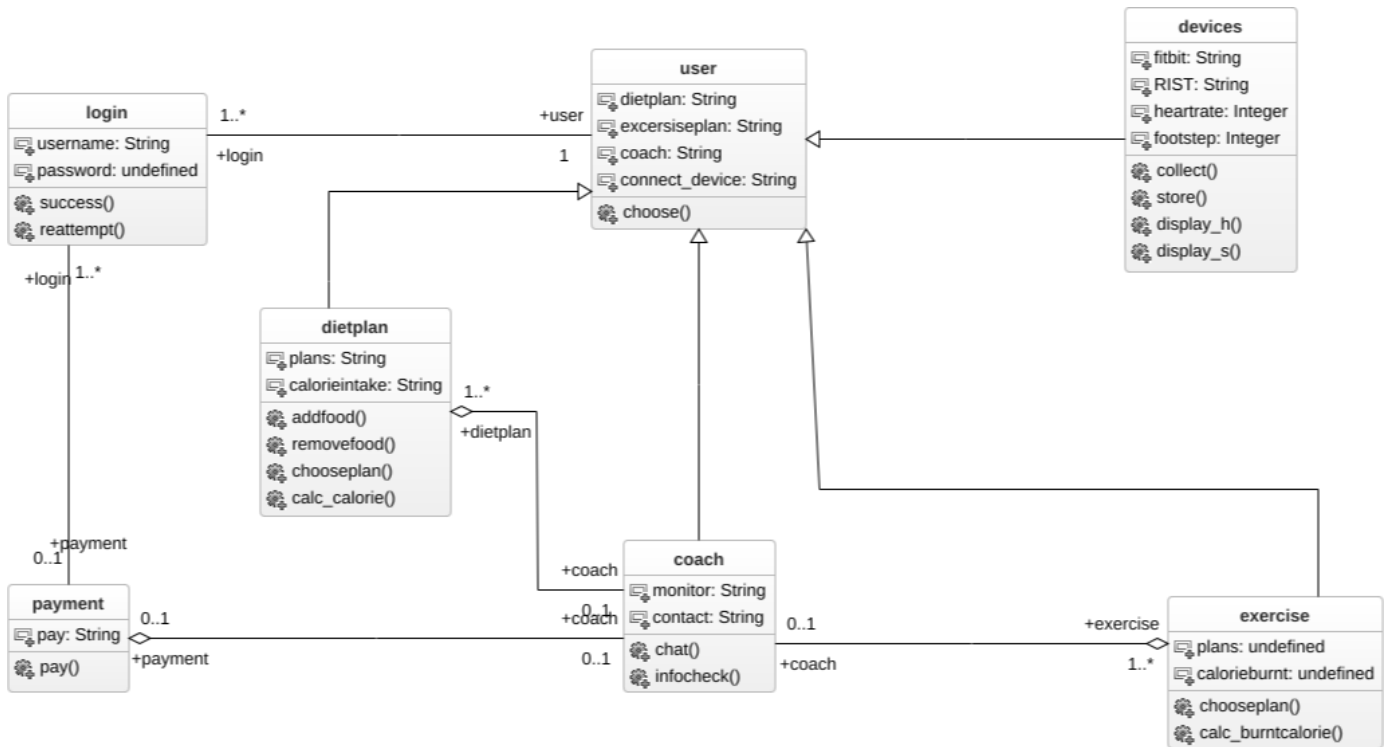 devices
fitbit: String
RIST: String
heartrate: Integer
footstep: Integer
collect()
store()
display_h()
display_s()
user
dietplan: String
excersiseplan: String
coach: String
connect_device: String
choose()
login
username: String
password: undefined
success()
reattempt()
1..*
+login
+user
1
+login
1..*
dietplan
plans: String
calorieintake: String
addfood()
removefood()
chooseplan()
calc_calorie()
1..*
+dietplan
+payment
0..1
payment
pay: String
pay()
0..1
+payment
+coach
0..1
+coach
0..1
coach
monitor: String
contact: String
chat()
infocheck()
0..1
+coach
+exercise
1..*
exercise
plans: undefined
calorieburnt: undefined
chooseplan()
calc_burntcalorie()